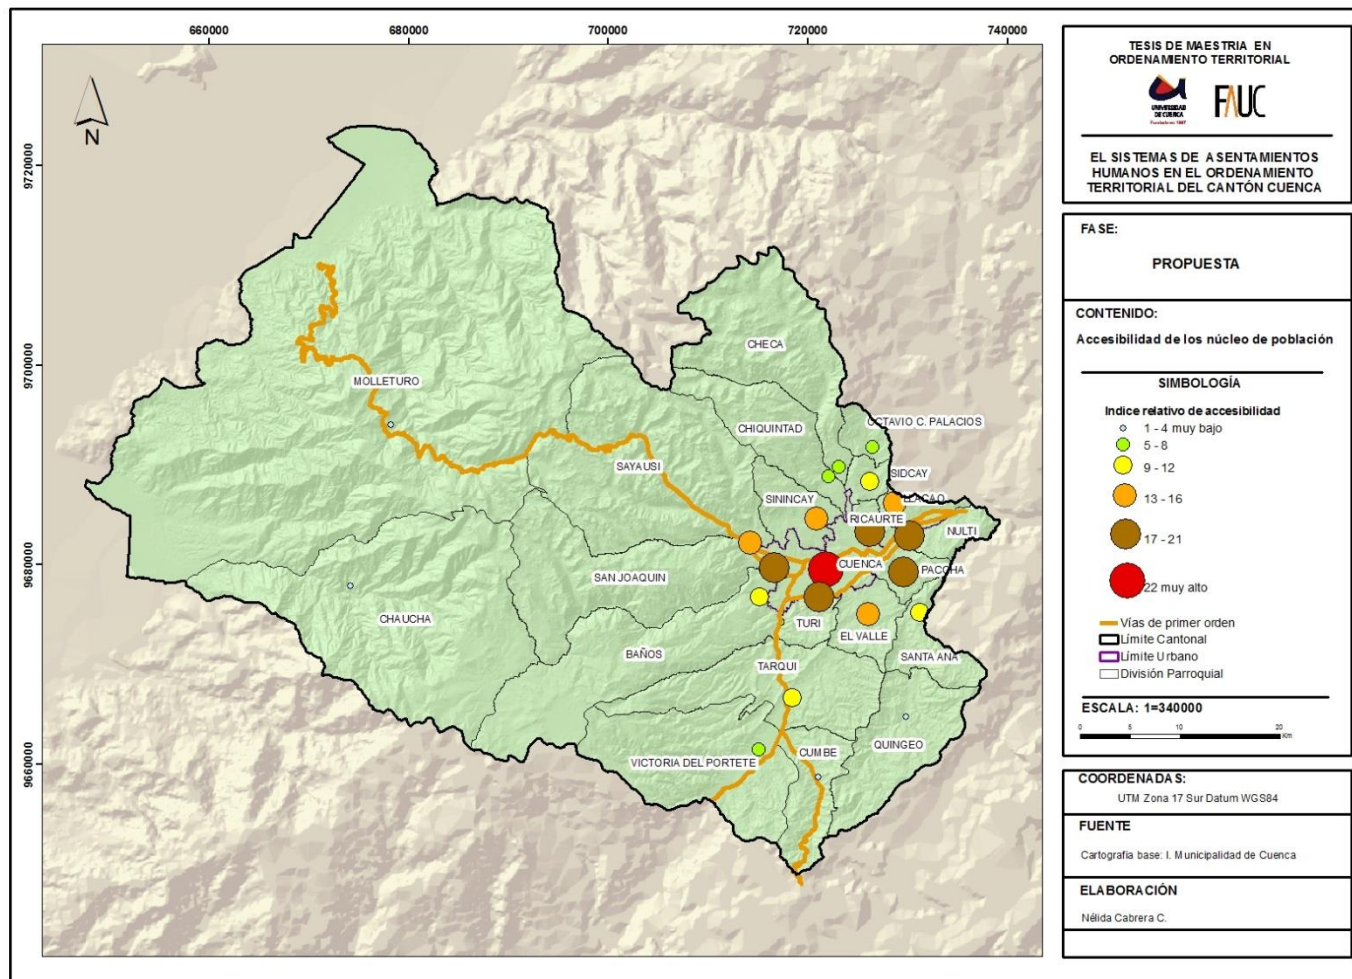 660000
680000
700000
720000
740000
9720000
9700000
9680000
9660000
N
CHECA
MOLLETURO
OCTAVIO C. PALACIOS
CHIQUINTAD
SAYAUSI
SIDCAY
SININCAY
LLACAO
RICAURTE
NULTI
CUENCA
PACCHA
SAN JOAQUIN
CHAUCHA
TURI
EL VALLE
BAÑOS
SANTA ANA
TARQUI
QUINGEO
CUMBE
VICTORIA DEL PORTETE
TESIS DE MAESTRIA EN
ORDENAMIENTO TERRITORIAL
UNIVERSIDAD
DE CUENCA
Fundada en 1867
FAUC
EL SISTEMAS DE ASENTAMIENTOS
HUMANOS EN EL ORDENAMIENTO
TERRITORIAL DEL CANTÓN CUENCA
FASE:
PROPUESTA
CONTENIDO:
Accesibilidad de los núcleo de población
SIMBOLOGÍA
Indice relativo de accesibilidad
1 - 4 muy bajo
5 - 8
9 - 12
13 - 16
17 - 21
22 muy alto
Vías de primer orden
Límite Cantonal
Límite Urbano
División Parroquial
ESCALA: 1=340000
0 5 10 20
Km
COORDENADAS:
UTM Zona 17 Sur Datum WGS84
FUENTE
Cartografía base: I. Municipalidad de Cuenca
ELABORACIÓN
Nélida Cabrera C.